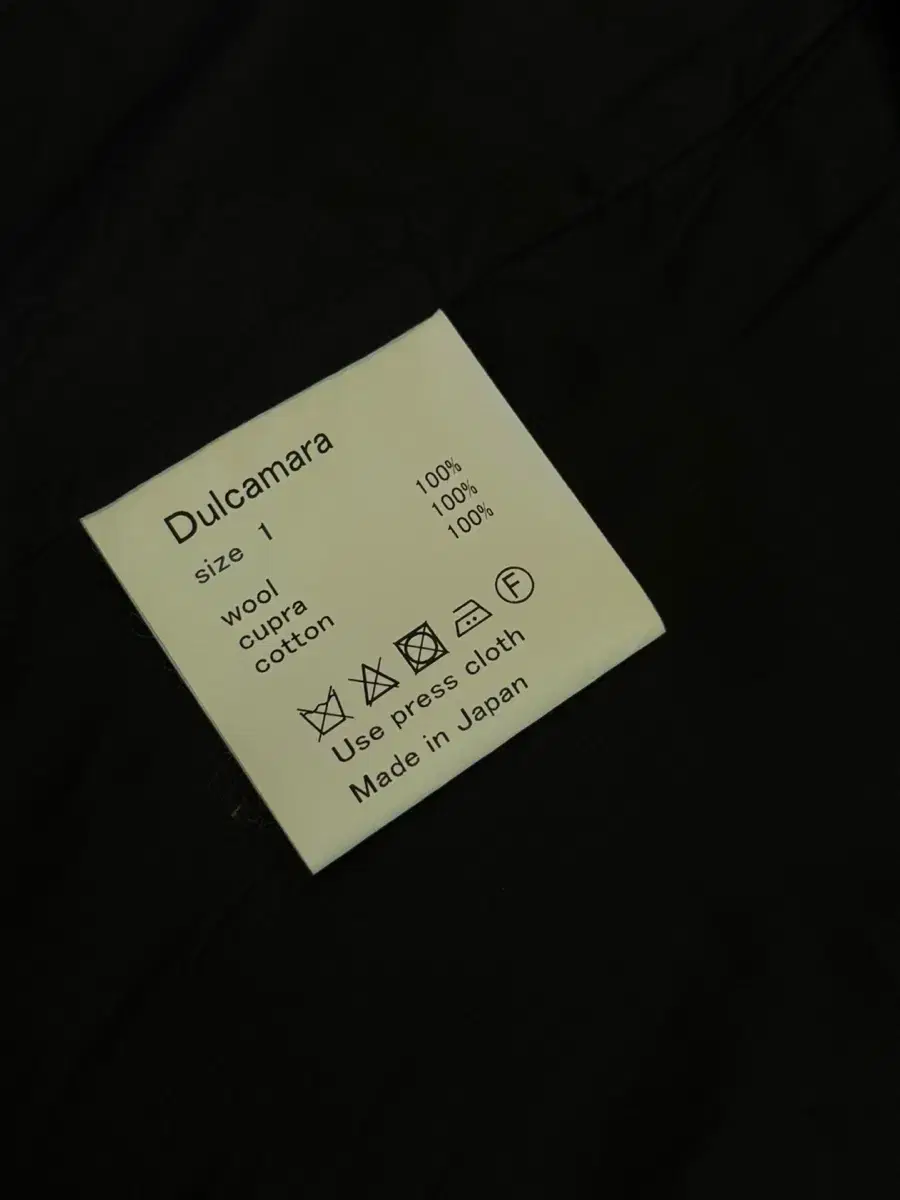 Dulcamara
size 1
wool 100%
cupra 100%
cotton 100%
F
Use press cloth
Made in Japan